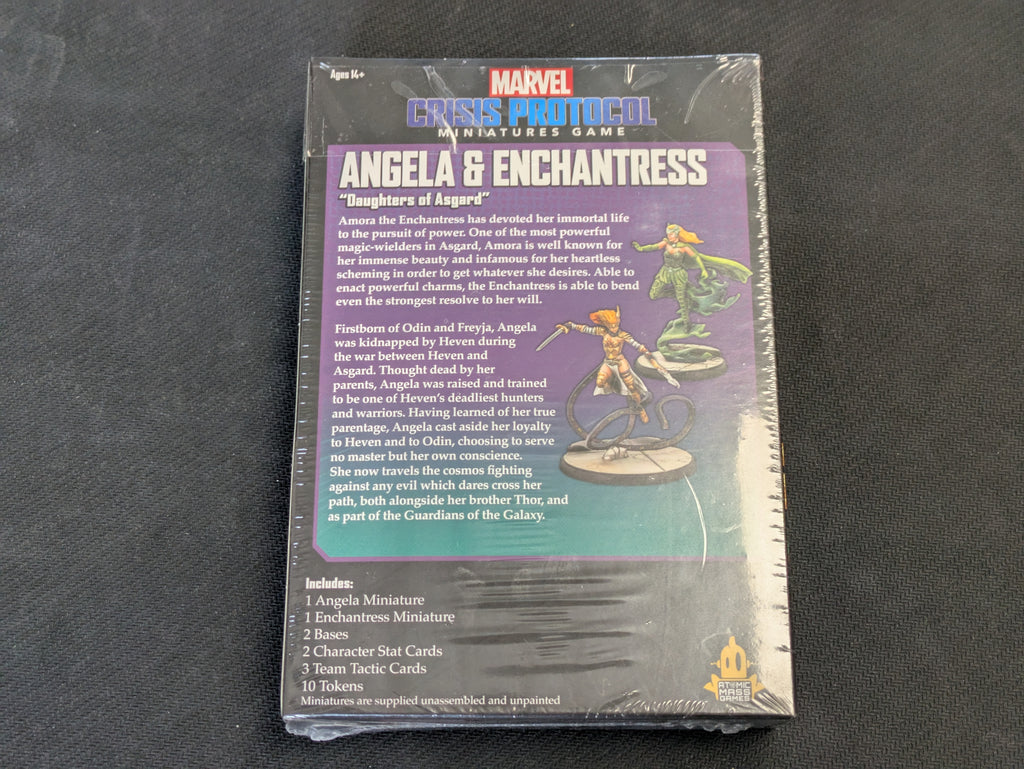 Ages 14+
MARVEL
CRISIS PROTOCOL
MINIATURES GAME
ANGELA & ENCHANTRESS
“Daughters of Asgard”
Amora the Enchantress has devoted her immortal life
to the pursuit of power. One of the most powerful
magic-wielders in Asgard, Amora is well known for
her immense beauty and infamous for her heartless
scheming in order to get whatever she desires. Able to
enact powerful charms, the Enchantress is able to bend
even the strongest resolve to her will.
Firstborn of Odin and Freyja, Angela
was kidnapped by Heven during
the war between Heven and
Asgard. Thought dead by her
parents, Angela was raised and trained
to be one of Heven’s deadliest hunters
and warriors. Having learned of her true
parentage, Angela cast aside her loyalty
to Heven and to Odin, choosing to serve
no master but her own conscience.
She now travels the cosmos fighting
against any evil which dares cross her
path, both alongside her brother Thor, and
as part of the Guardians of the Galaxy.
Includes:
1 Angela Miniature
1 Enchantress Miniature
2 Bases
2 Character Stat Cards
3 Team Tactic Cards
10 Tokens
Miniatures are supplied unassembled and unpainted
ATOMIC
MASS
GAMES